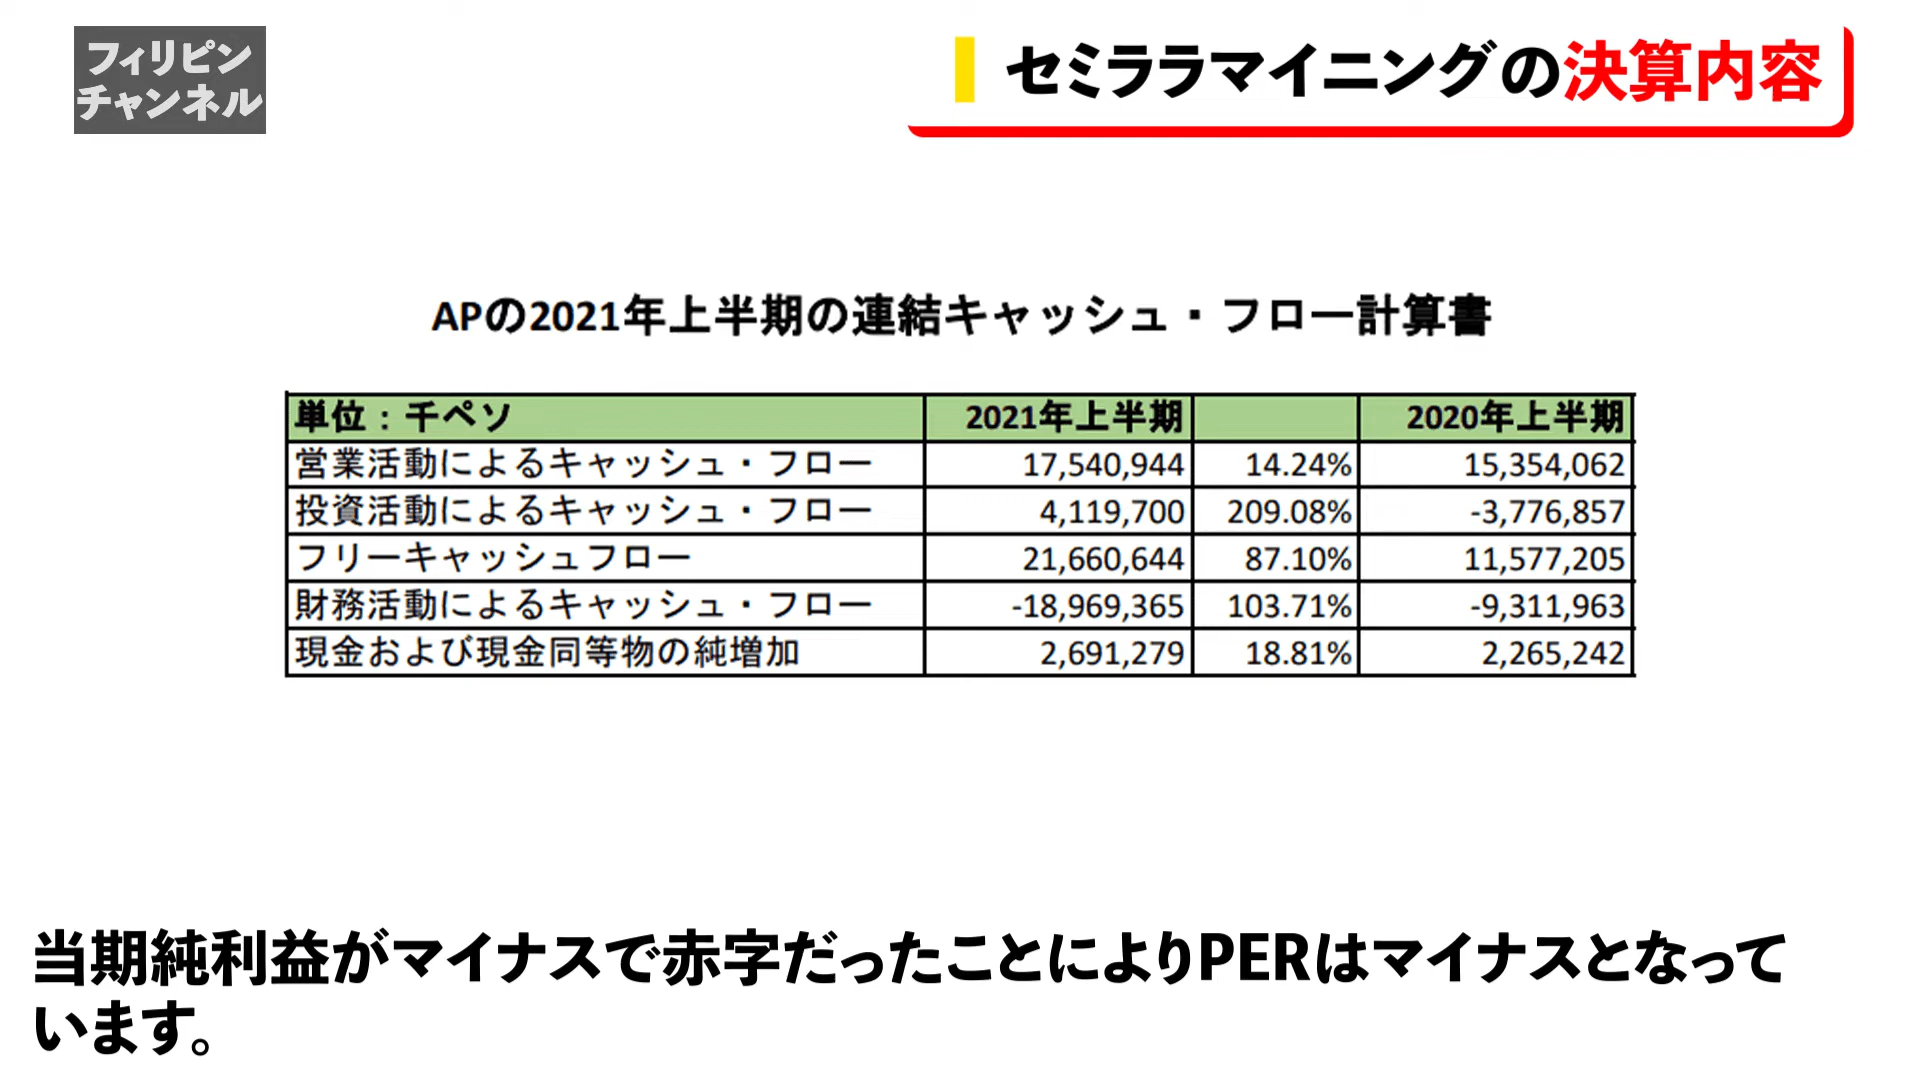 フィリピン
チャンネル
セミララマイニングの決算内容
APの2021年上半期の連結キャッシュ・フロー計算書
単位：千ペソ 2021年上半期 2020年上半期
営業活動によるキャッシュ・フロー 17,540,944 14.24% 15,354,062
投資活動によるキャッシュ・フロー 4,119,700 209.08% -3,776,857
フリーキャッシュフロー 21,660,644 87.10% 11,577,205
財務活動によるキャッシュ・フロー -18,969,365 103.71% -9,311,963
現金および現金同等物の純増加 2,691,279 18.81% 2,265,242
当期純利益がマイナスで赤字だったことによりPERはマイナスとなって
います。